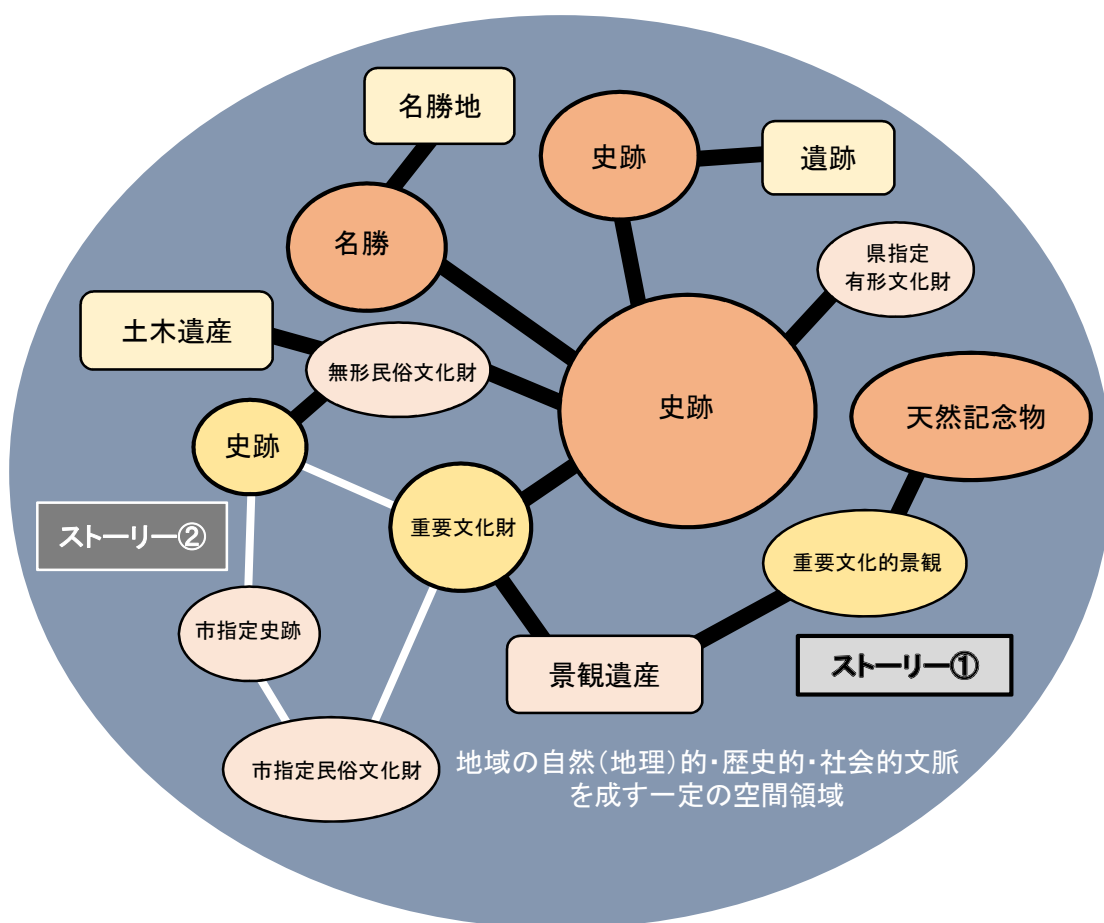 名勝地
史跡
遺跡
名勝
県指定
有形文化財
土木遺産
無形民俗文化財
史跡
天然記念物
史跡
ストーリー②
重要文化財
重要文化的景観
市指定史跡
景観遺産
ストーリー①
市指定民俗文化財
地域の自然(地理)的・歴史的・社会的文脈
を成す一定の空間領域